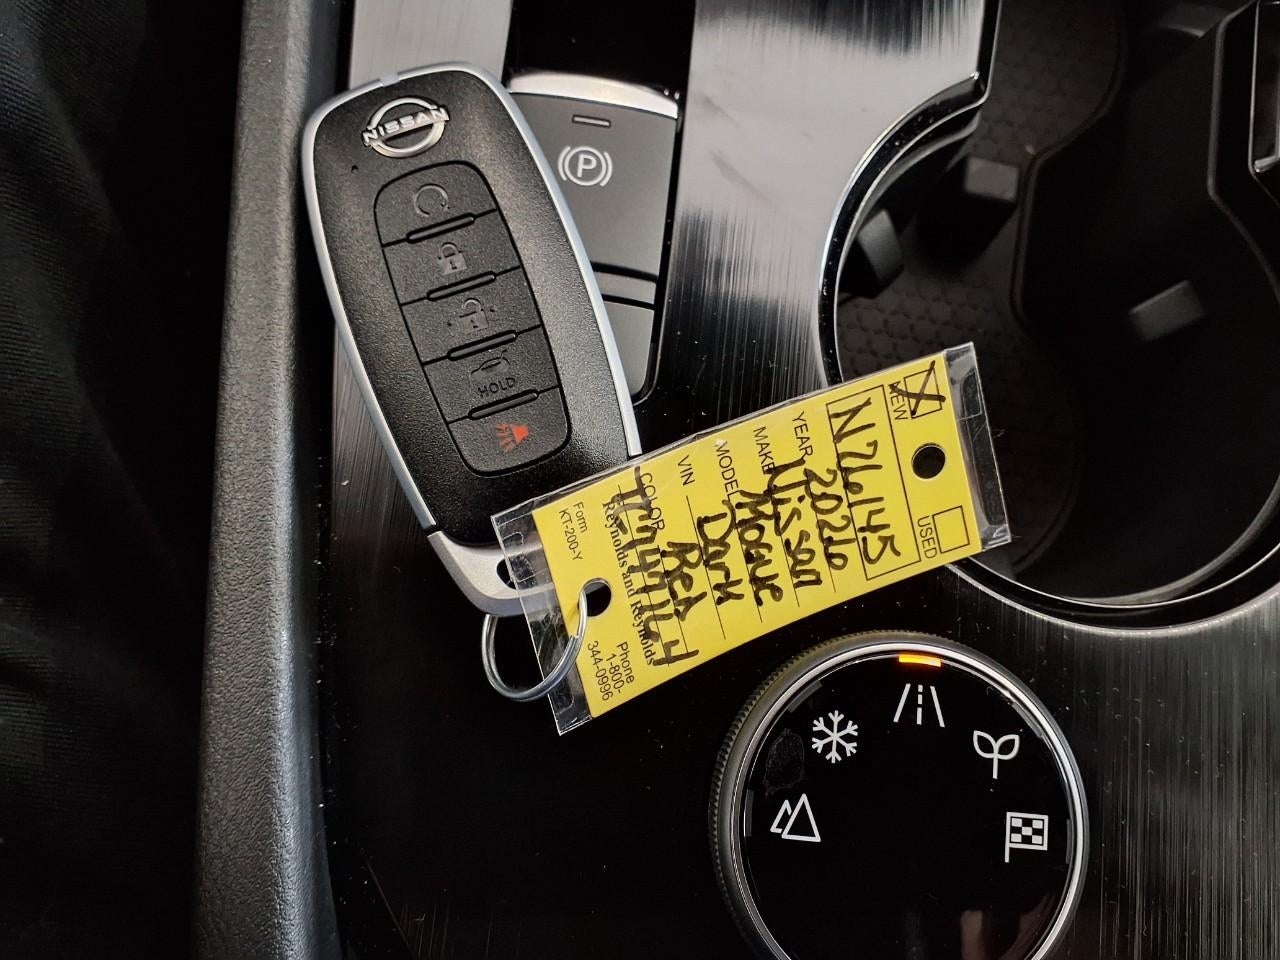 NISSAN
HOLD
P
NEW
USED
N26145
YEAR 2026
MAKE Nissan
MODEL Rogue
VIN Dark
COLOR Red
Reynolds and Reynolds
Form
KT-200-Y
Phone
1-800-
344-0996